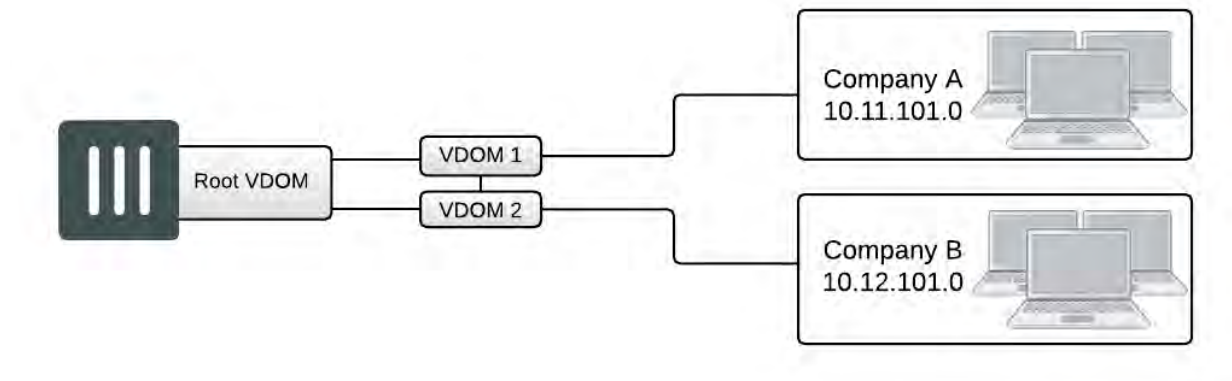 Root VDOM
VDOM 1
VDOM 2
Company A
10.11.101.0
Company B
10.12.101.0